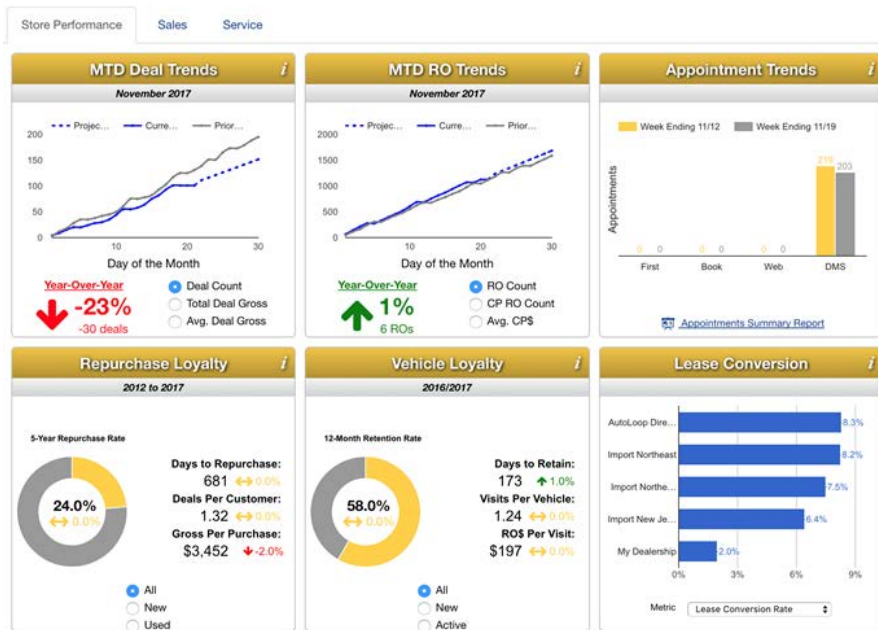 Store Performance Sales Service
MTD Deal Trends i
November 2017
Projec... Curre... Prior...
200
150
100
50
0
10 20 30
Day of the Month
Year-Over-Year
-23%
-30 deals
Deal Count
Total Deal Gross
Avg. Deal Gross
MTD RO Trends i
November 2017
Projec... Curre... Prior...
2000
1500
1000
500
0
10 20 30
Day of the Month
Year-Over-Year
1%
6 ROs
RO Count
CP RO Count
Avg. CP$
Appointment Trends i
Week Ending 11/12 Week Ending 11/19
Appointments
0 0 0 0 0 0 219 203
First Book Web DMS
Appointments Summary Report
Repurchase Loyalty i
2012 to 2017
5-Year Repurchase Rate
24.0%
0.0%
Days to Repurchase:
681 0.0%
Deals Per Customer:
1.32 0.0%
Gross Per Purchase:
$3,452 -2.0%
All
New
Used
Vehicle Loyalty i
2016/2017
12-Month Retention Rate
58.0%
0.0%
Days to Retain:
173 1.0%
Visits Per Vehicle:
1.24 0.0%
RO$ Per Visit:
$197 0.0%
All
New
Active
Lease Conversion i
AutoLoop Dire... 8.3%
Import Northeast 8.2%
Import Northe... 7.5%
Import New Je... 6.4%
My Dealership 2.0%
0% 3% 6% 9%
Metric Lease Conversion Rate